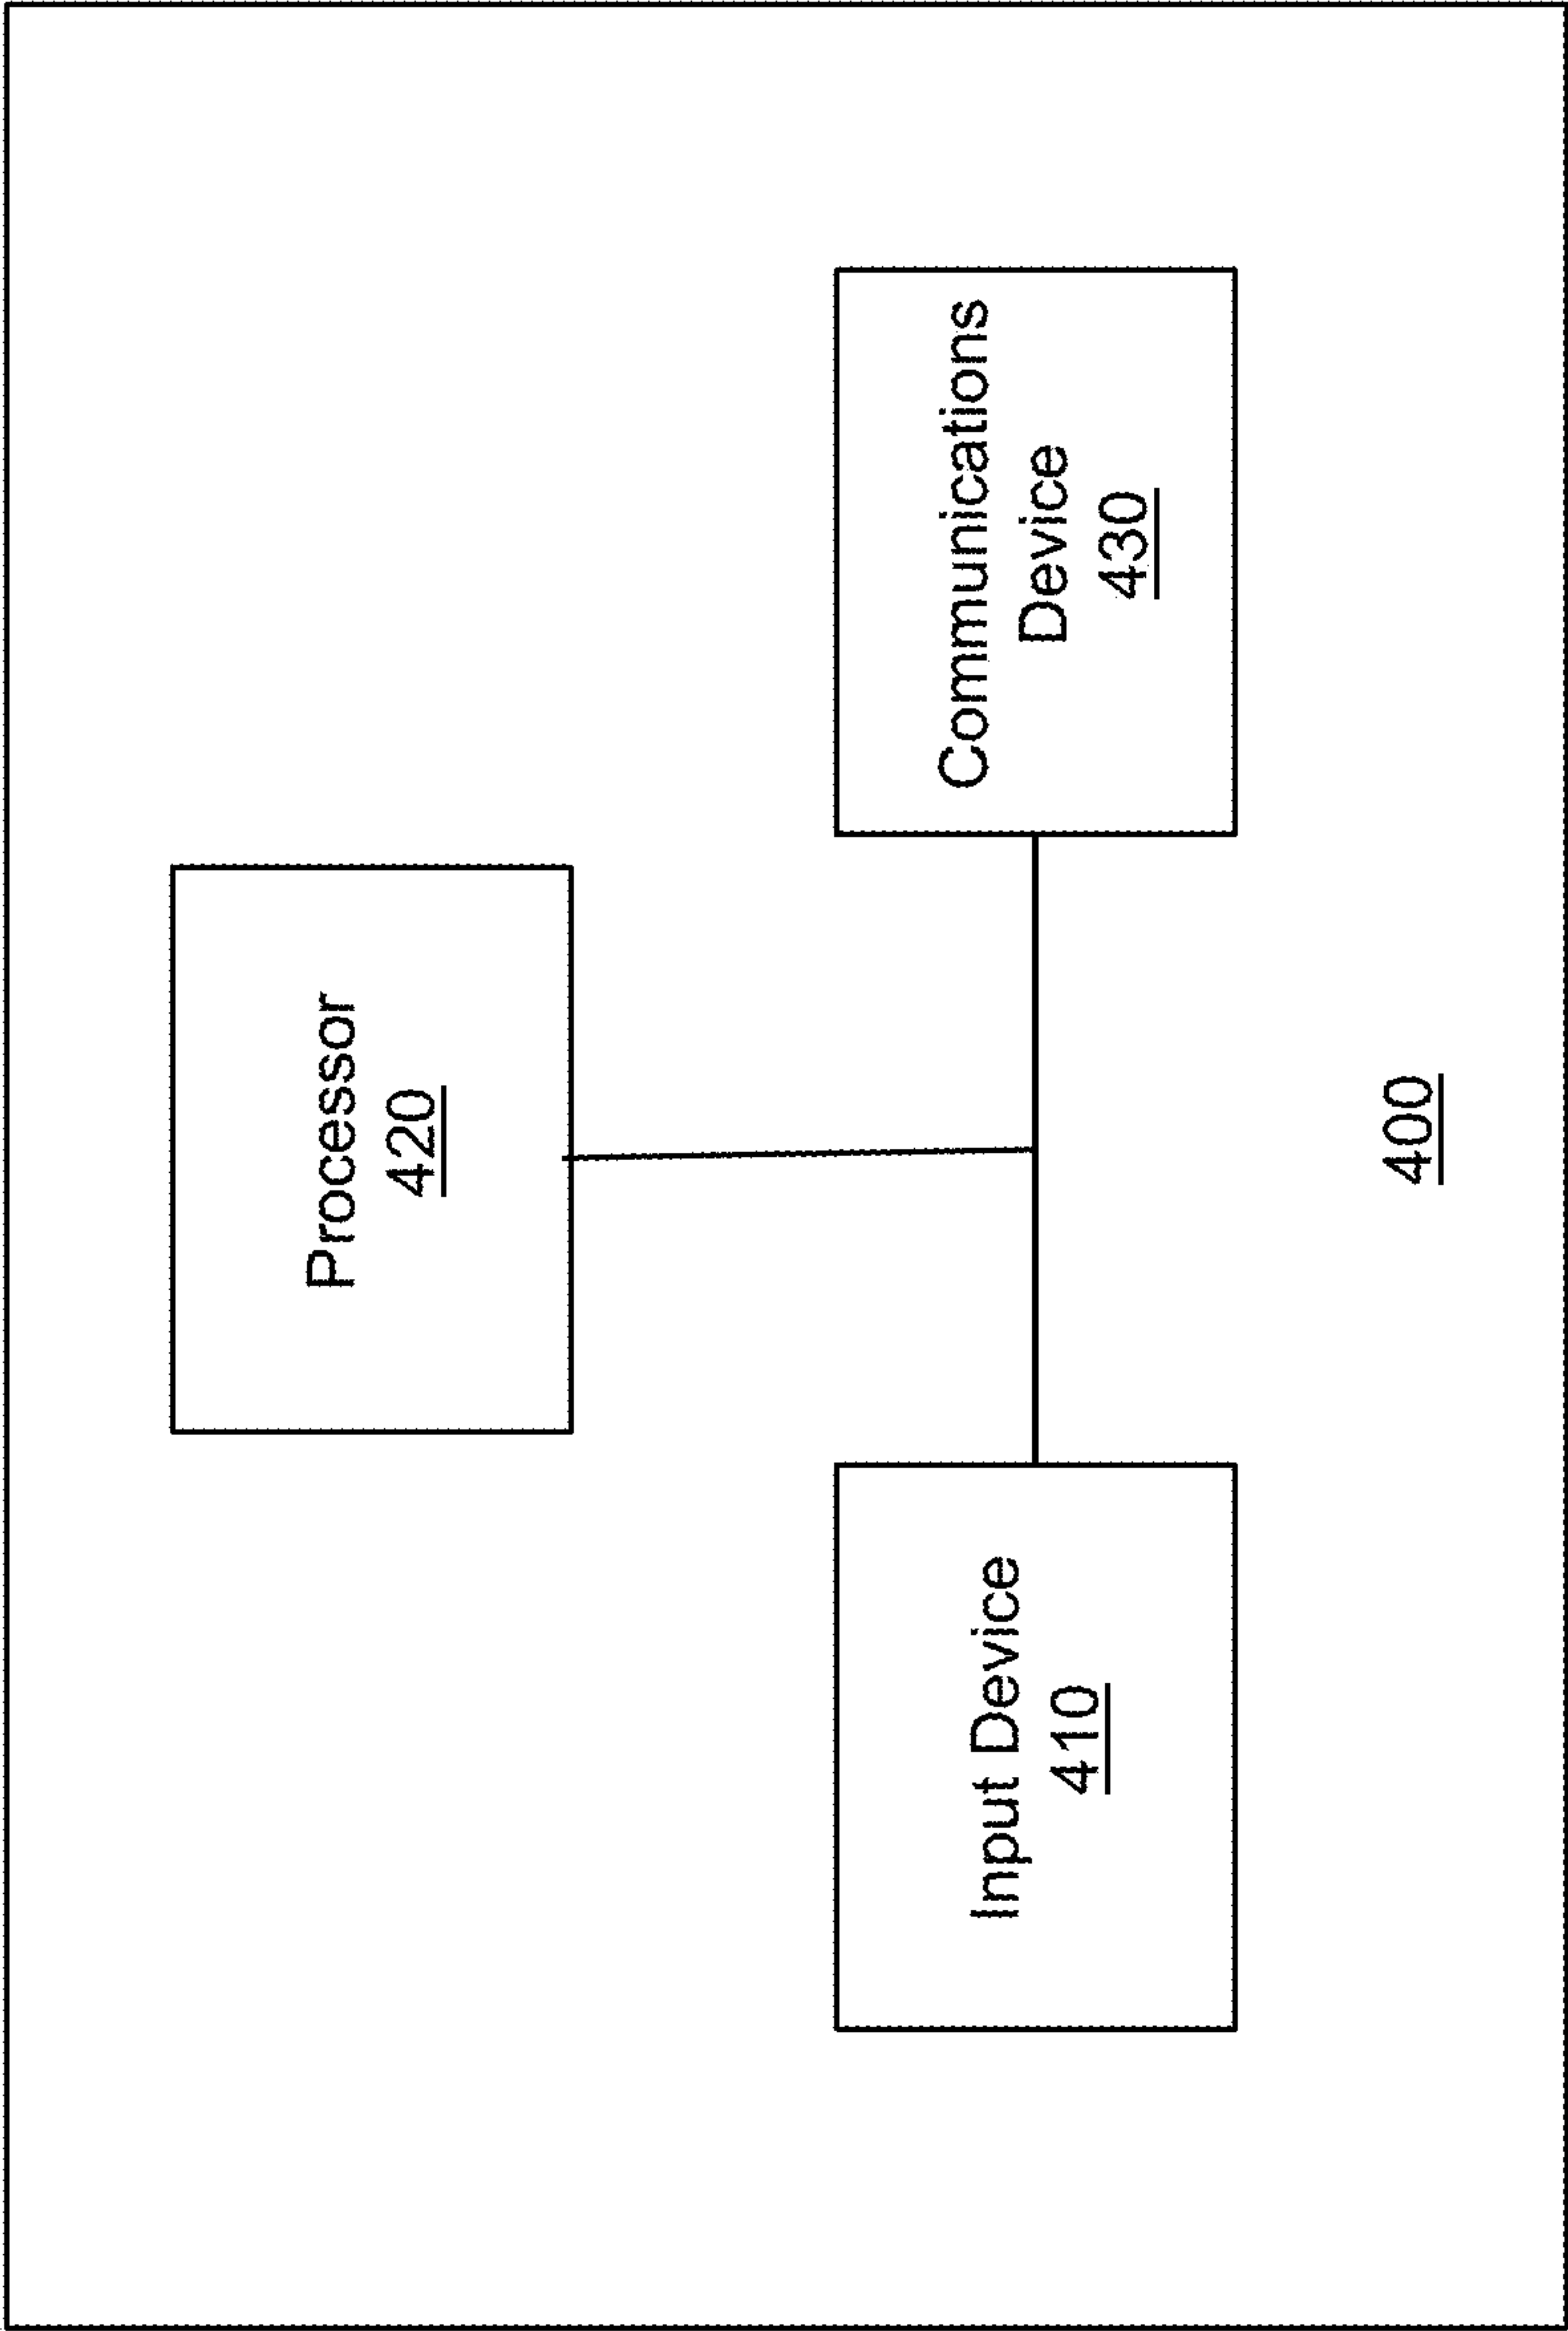 Processor
420
Input Device
410
Communications
Device
430
400